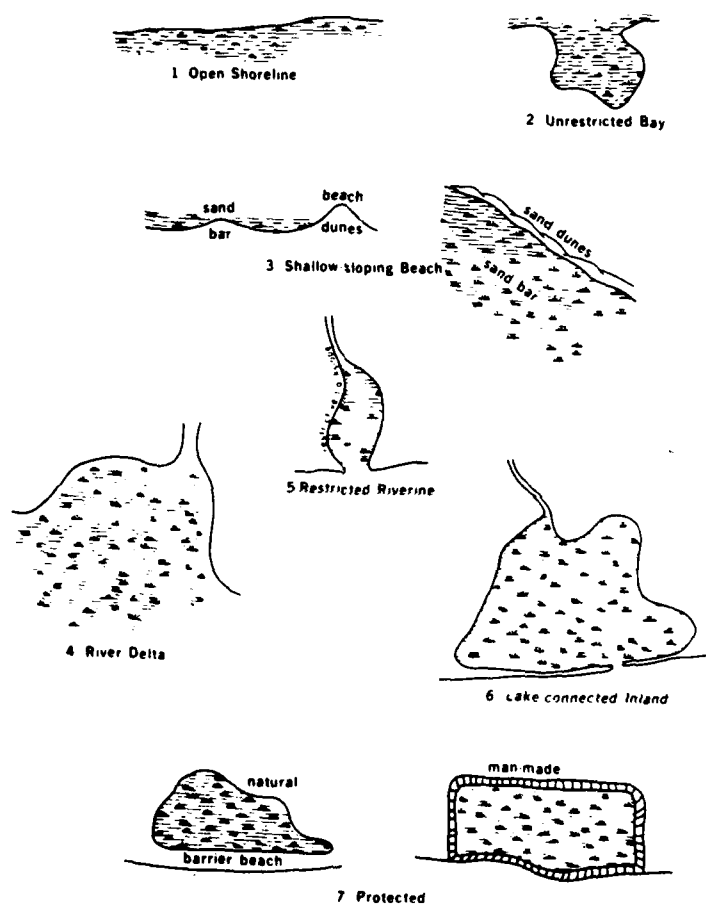 1 Open Shoreline
2 Unrestricted Bay
sand
bar
beach
dunes
3 Shallow-sloping Beach
sand dunes
sand bar
5 Restricted Riverine
4 River Delta
6 Lake connected Inland
natural
barrier beach
man-made
7 Protected